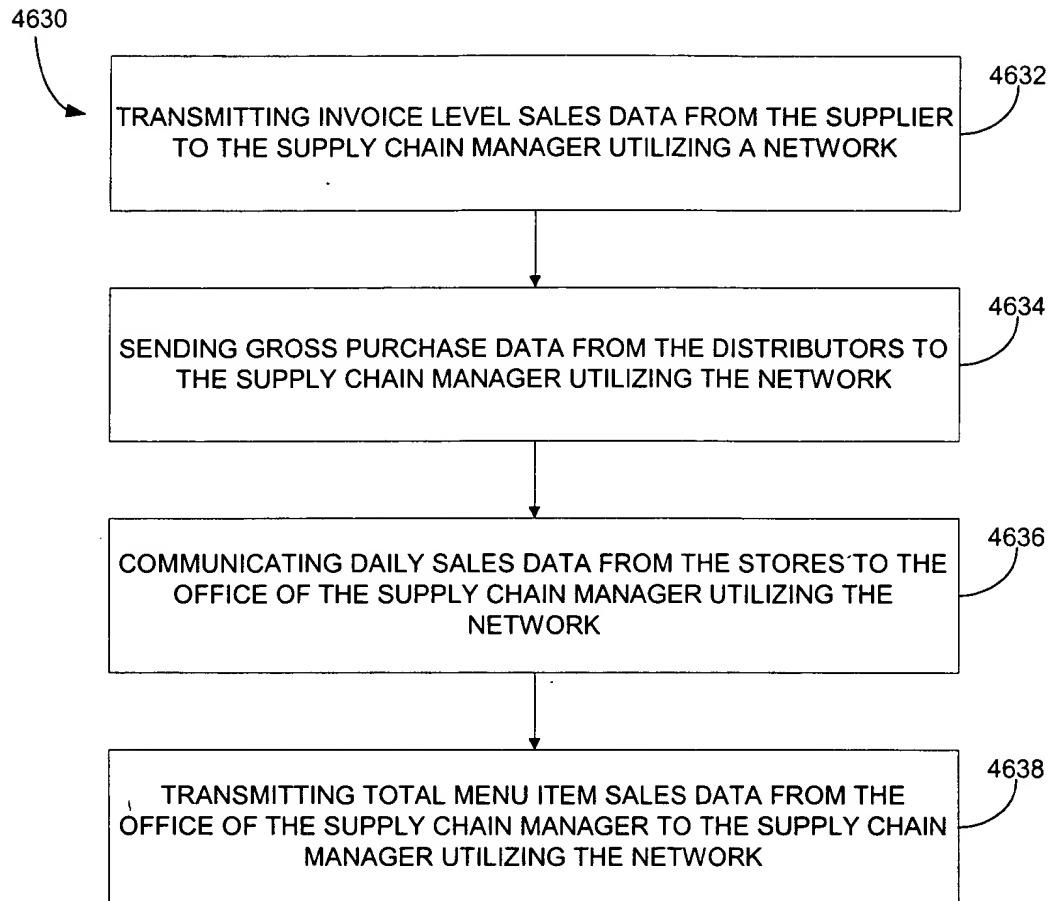 4630
4632
TRANSMITTING INVOICE LEVEL SALES DATA FROM THE SUPPLIER
TO THE SUPPLY CHAIN MANAGER UTILIZING A NETWORK
4634
SENDING GROSS PURCHASE DATA FROM THE DISTRIBUTORS TO
THE SUPPLY CHAIN MANAGER UTILIZING THE NETWORK
4636
COMMUNICATING DAILY SALES DATA FROM THE STORES TO THE
OFFICE OF THE SUPPLY CHAIN MANAGER UTILIZING THE
NETWORK
4638
TRANSMITTING TOTAL MENU ITEM SALES DATA FROM THE
OFFICE OF THE SUPPLY CHAIN MANAGER TO THE SUPPLY CHAIN
MANAGER UTILIZING THE NETWORK